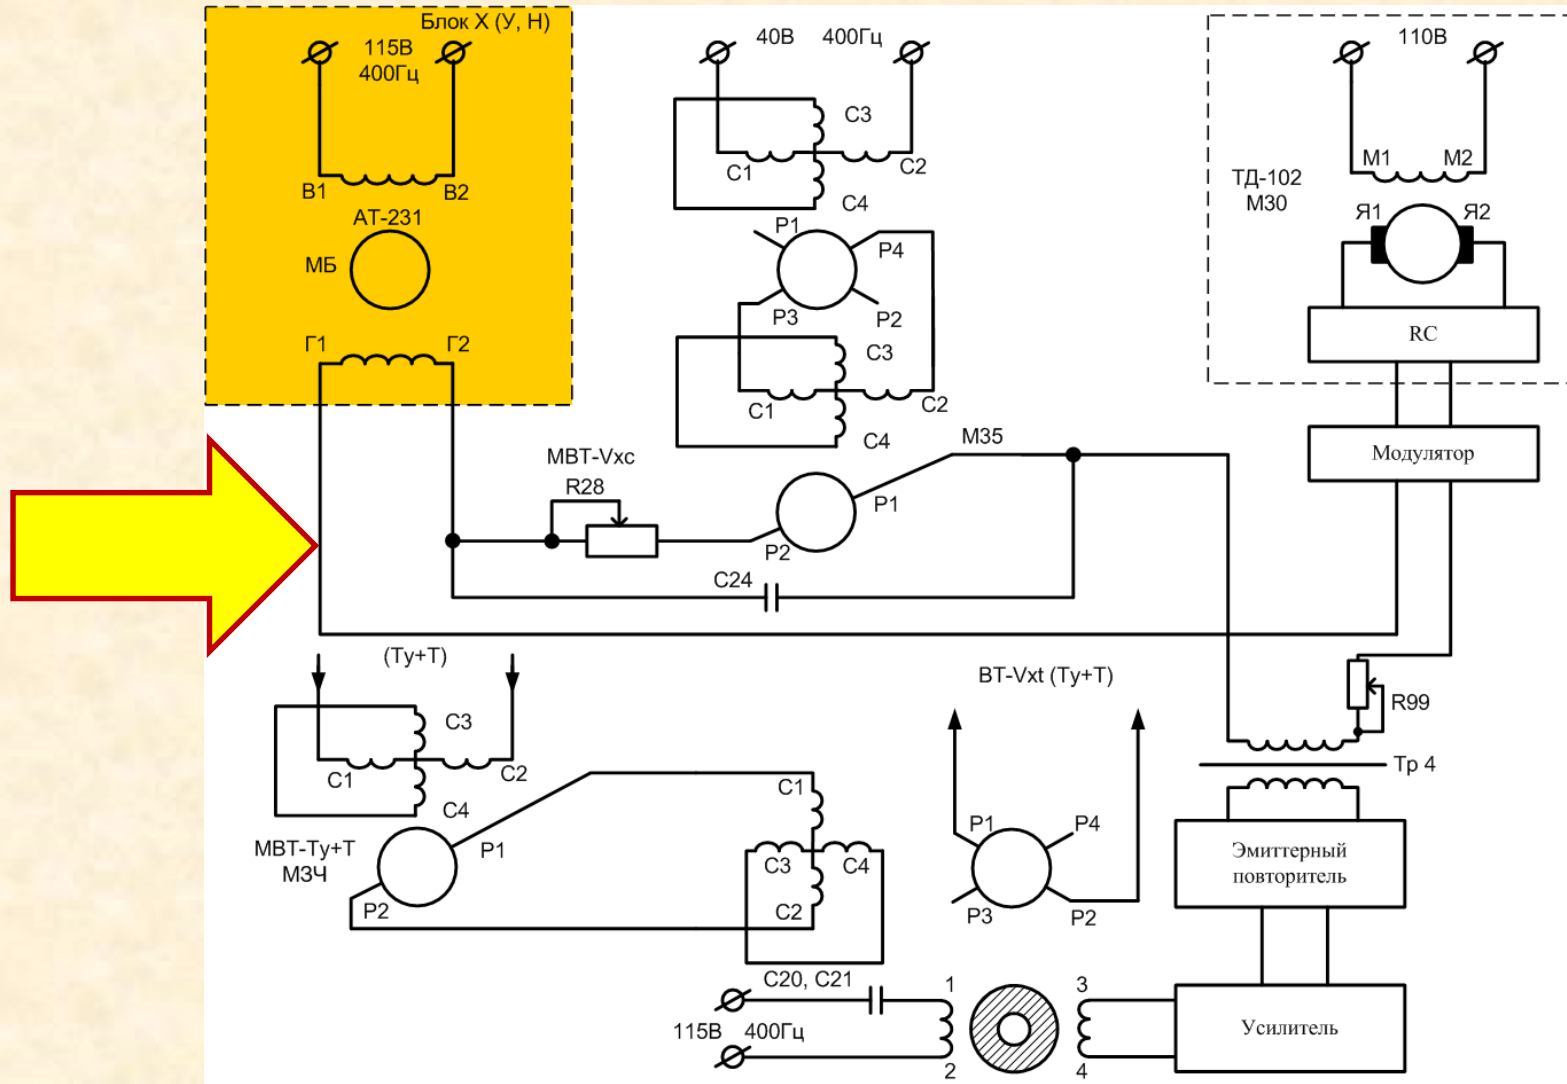 Блок X (У, Н)
115В
400Гц
В1
В2
АТ-231
МБ
Г1
Г2
40В 400Гц
С3
С1
С2
С4
Р1
Р4
Р3
Р2
С3
С1
С2
С4
110В
М1
М2
ТД-102
М30
Я1
Я2
RC
Модулятор
МВТ-Vxc
R28
М35
Р1
Р2
С24
(Ту+Т)
С3
С1
С2
С4
МВТ-Ту+Т
МЗЧ
Р1
Р2
С1
С3
С4
С2
ВТ-Vxt (Ту+Т)
Р1
Р4
Р3
Р2
R99
Тр 4
Эмиттерный
повторитель
С20, С21
115В 400Гц
1
2
3
4
Усилитель